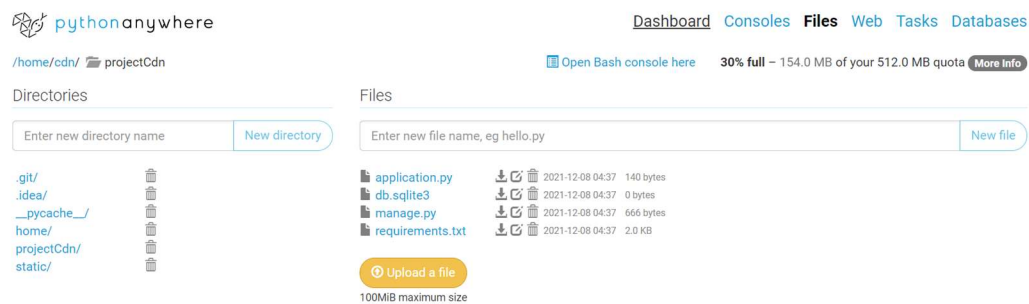 pythonanywhere
Dashboard Consoles Files Web Tasks Databases
/home/cdn/ projectCdn
Open Bash console here 30% full – 154.0 MB of your 512.0 MB quota More Info
Directories
Enter new directory name New directory
.git/
.idea/
__pycache__/
home/
projectCdn/
static/
Files
Enter new file name, eg hello.py New file
application.py 2021-12-08 04:37 140 bytes
db.sqlite3 2021-12-08 04:37 0 bytes
manage.py 2021-12-08 04:37 666 bytes
requirements.txt 2021-12-08 04:37 2.0 KB
Upload a file
100MiB maximum size